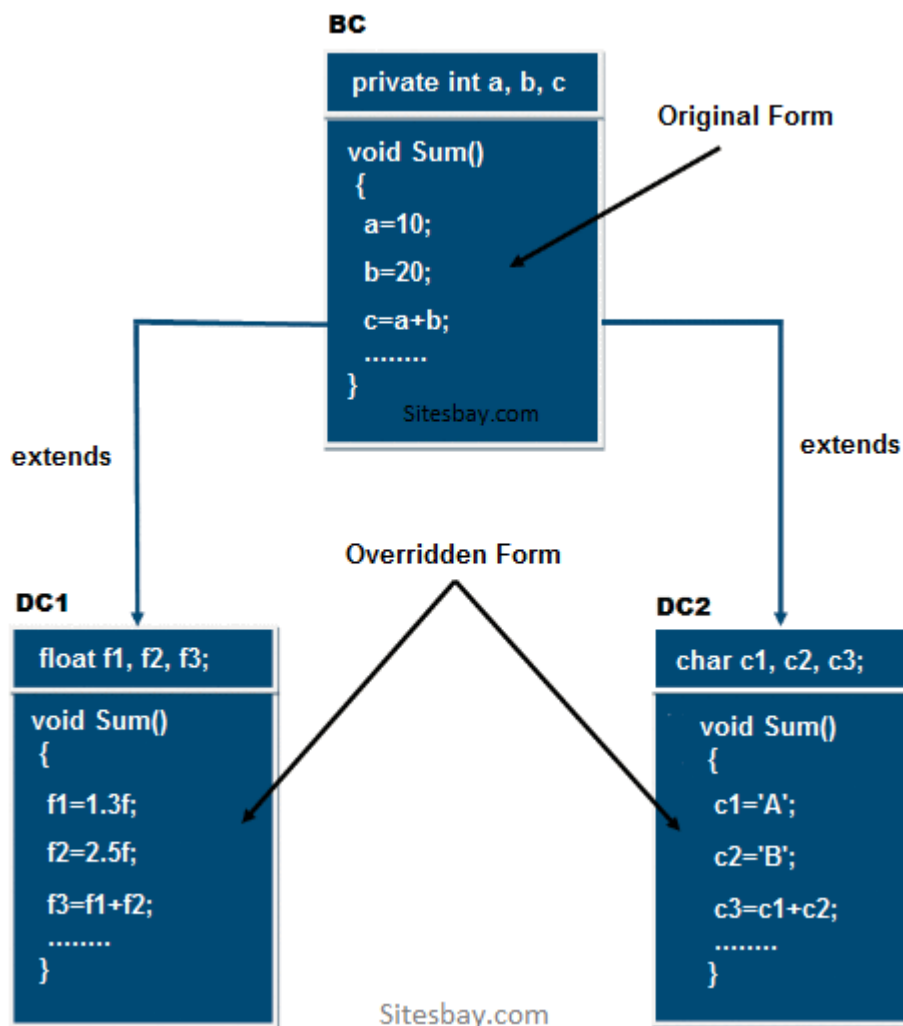 BC
private int a, b, c
Original Form
void Sum()
{
a=10;
b=20;
c=a+b;
........
}
Sitesbay.com
extends
extends
Overridden Form
DC1
float f1, f2, f3;
void Sum()
{
f1=1.3f;
f2=2.5f;
f3=f1+f2;
........
}
DC2
char c1, c2, c3;
void Sum()
{
c1='A';
c2='B';
c3=c1+c2;
........
}
Sitesbay.com